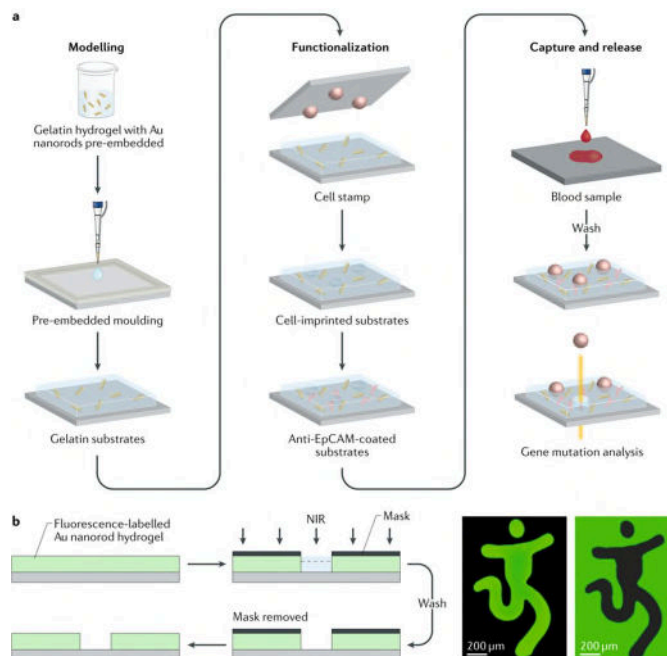 a
Modelling
Gelatin hydrogel with Au
nanorods pre-embedded
Pre-embedded moulding
Gelatin substrates
Functionalization
Cell stamp
Cell-imprinted substrates
Anti-EpCAM-coated
substrates
Capture and release
Blood sample
Wash
Gene mutation analysis
b
Fluorescence-labelled
Au nanorod hydrogel
NIR
Mask
Wash
Mask removed
200 µm
200 µm